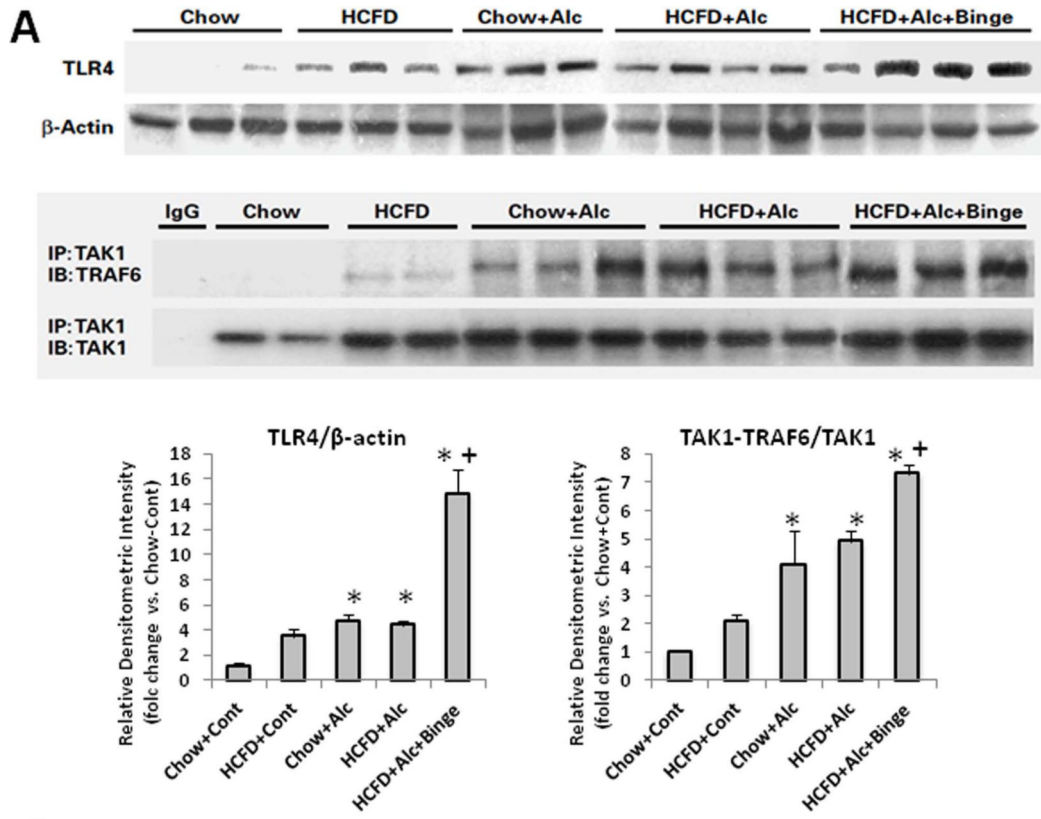 A
Chow HCFD Chow+Alc HCFD+Alc HCFD+Alc+Binge
TLR4
β-Actin
IgG Chow HCFD Chow+Alc HCFD+Alc HCFD+Alc+Binge
IP:TAK1
IB:TRAF6
IP:TAK1
IB:TAK1
TLR4/β-actin
Relative Densitometric Intensity
(folc change vs. Chow-Cont)
18
16
14
12
10
8
6
4
2
0
* * * +
Chow+Cont
HCFD+Cont
Chow+Alc
HCFD+Alc
HCFD+Alc+Binge
TAK1-TRAF6/TAK1
Relative Densitometric Intensity
(fold change vs. Chow+Cont)
8
7
6
5
4
3
2
1
0
* * * +
Chow+Cont
HCFD+Cont
Chow+Alc
HCFD+Alc
HCFD+Alc+Binge